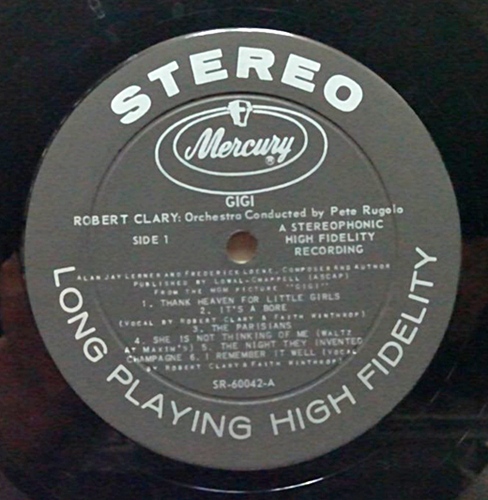 STEREO
Mercury
®
GIGI
ROBERT CLARY: Orchestra Conducted by Pete Rugolo
SIDE 1
A STEREOPHONIC
HIGH FIDELITY
RECORDING
ALAN JAY LERNER AND FREDERICK LOEWE, COMPOSER AND AUTHOR
PUBLISHED BY LOWAL-CHAPPELL (ASCAP)
FROM THE MGM PICTURE "GIGI"
1. THANK HEAVEN FOR LITTLE GIRLS
2. IT'S A BORE
(VOCAL BY ROBERT CLARY & FAITH WINTHROP)
3. THE PARISIANS
4. SHE IS NOT THINKING OF ME (WALTZ
AT MAXIM'S) 5. THE NIGHT THEY INVENTED
CHAMPAGNE 6. I REMEMBER IT WELL (VOCAL
BY ROBERT CLARY & FAITH WINTHROP)
SR-60042-A
LONG PLAYING HIGH FIDELITY